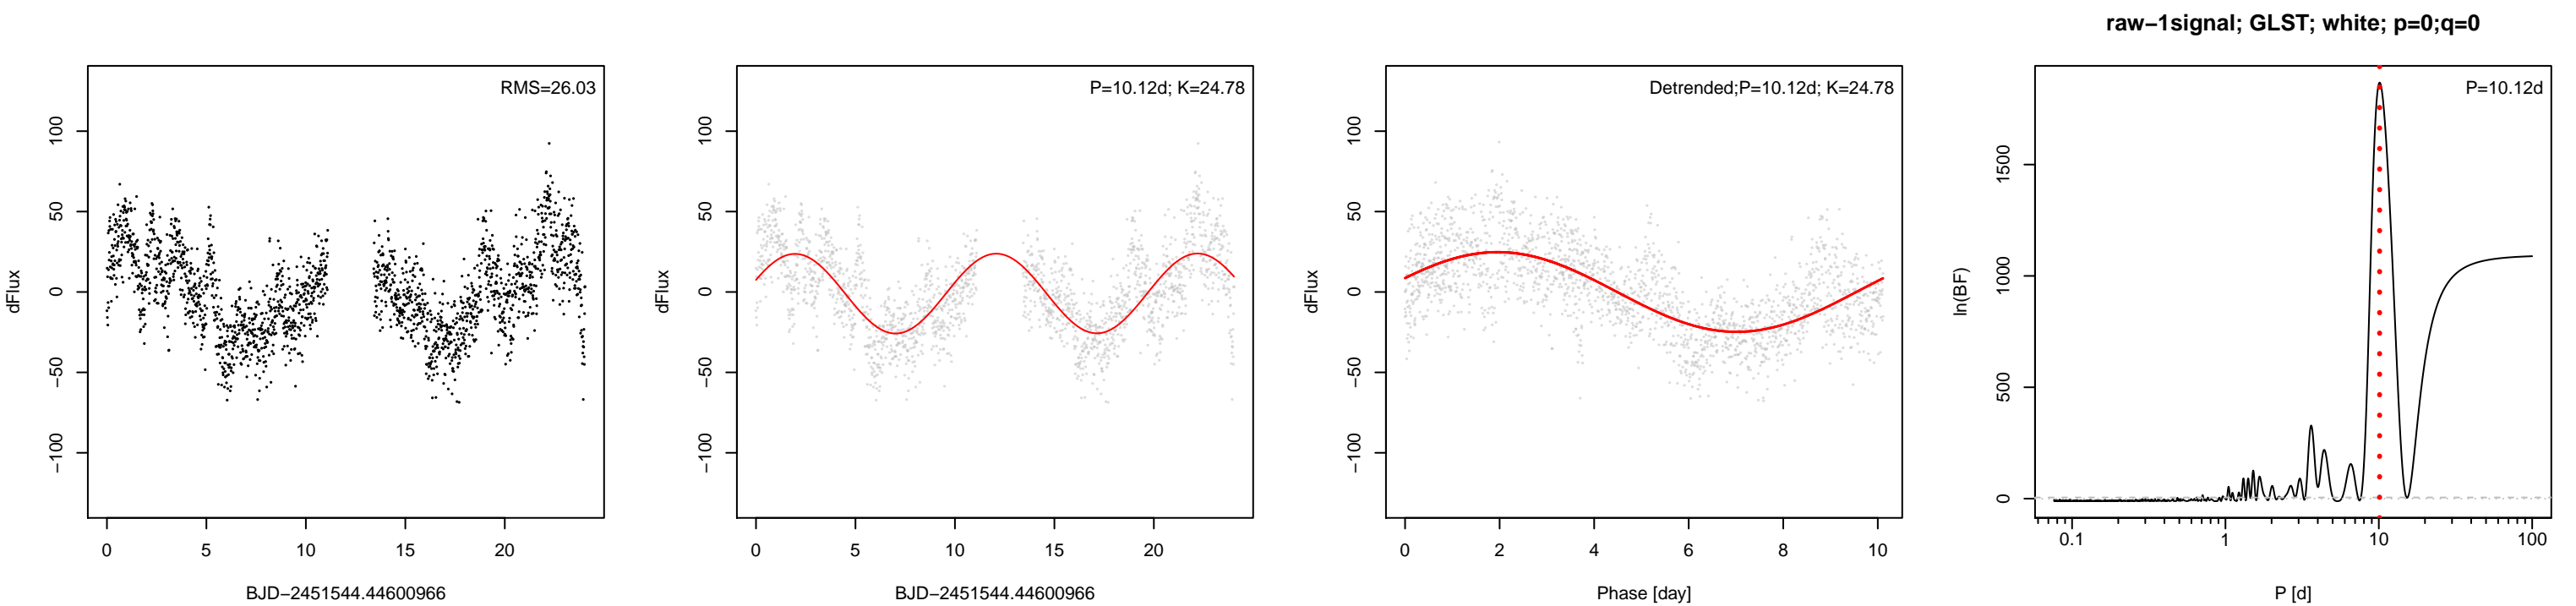 raw−1signal; GLST; white; p=0;q=0
RMS=26.03
dFlux
100
50
0
−50
−100
0 5 10 15 20
BJD−2451544.44600966
P=10.12d; K=24.78
dFlux
100
50
0
−50
−100
0 5 10 15 20
BJD−2451544.44600966
Detrended;P=10.12d; K=24.78
dFlux
100
50
0
−50
−100
0 2 4 6 8 10
Phase [day]
P=10.12d
ln(BF)
1500
1000
500
0
0.1 1 10 100
P [d]